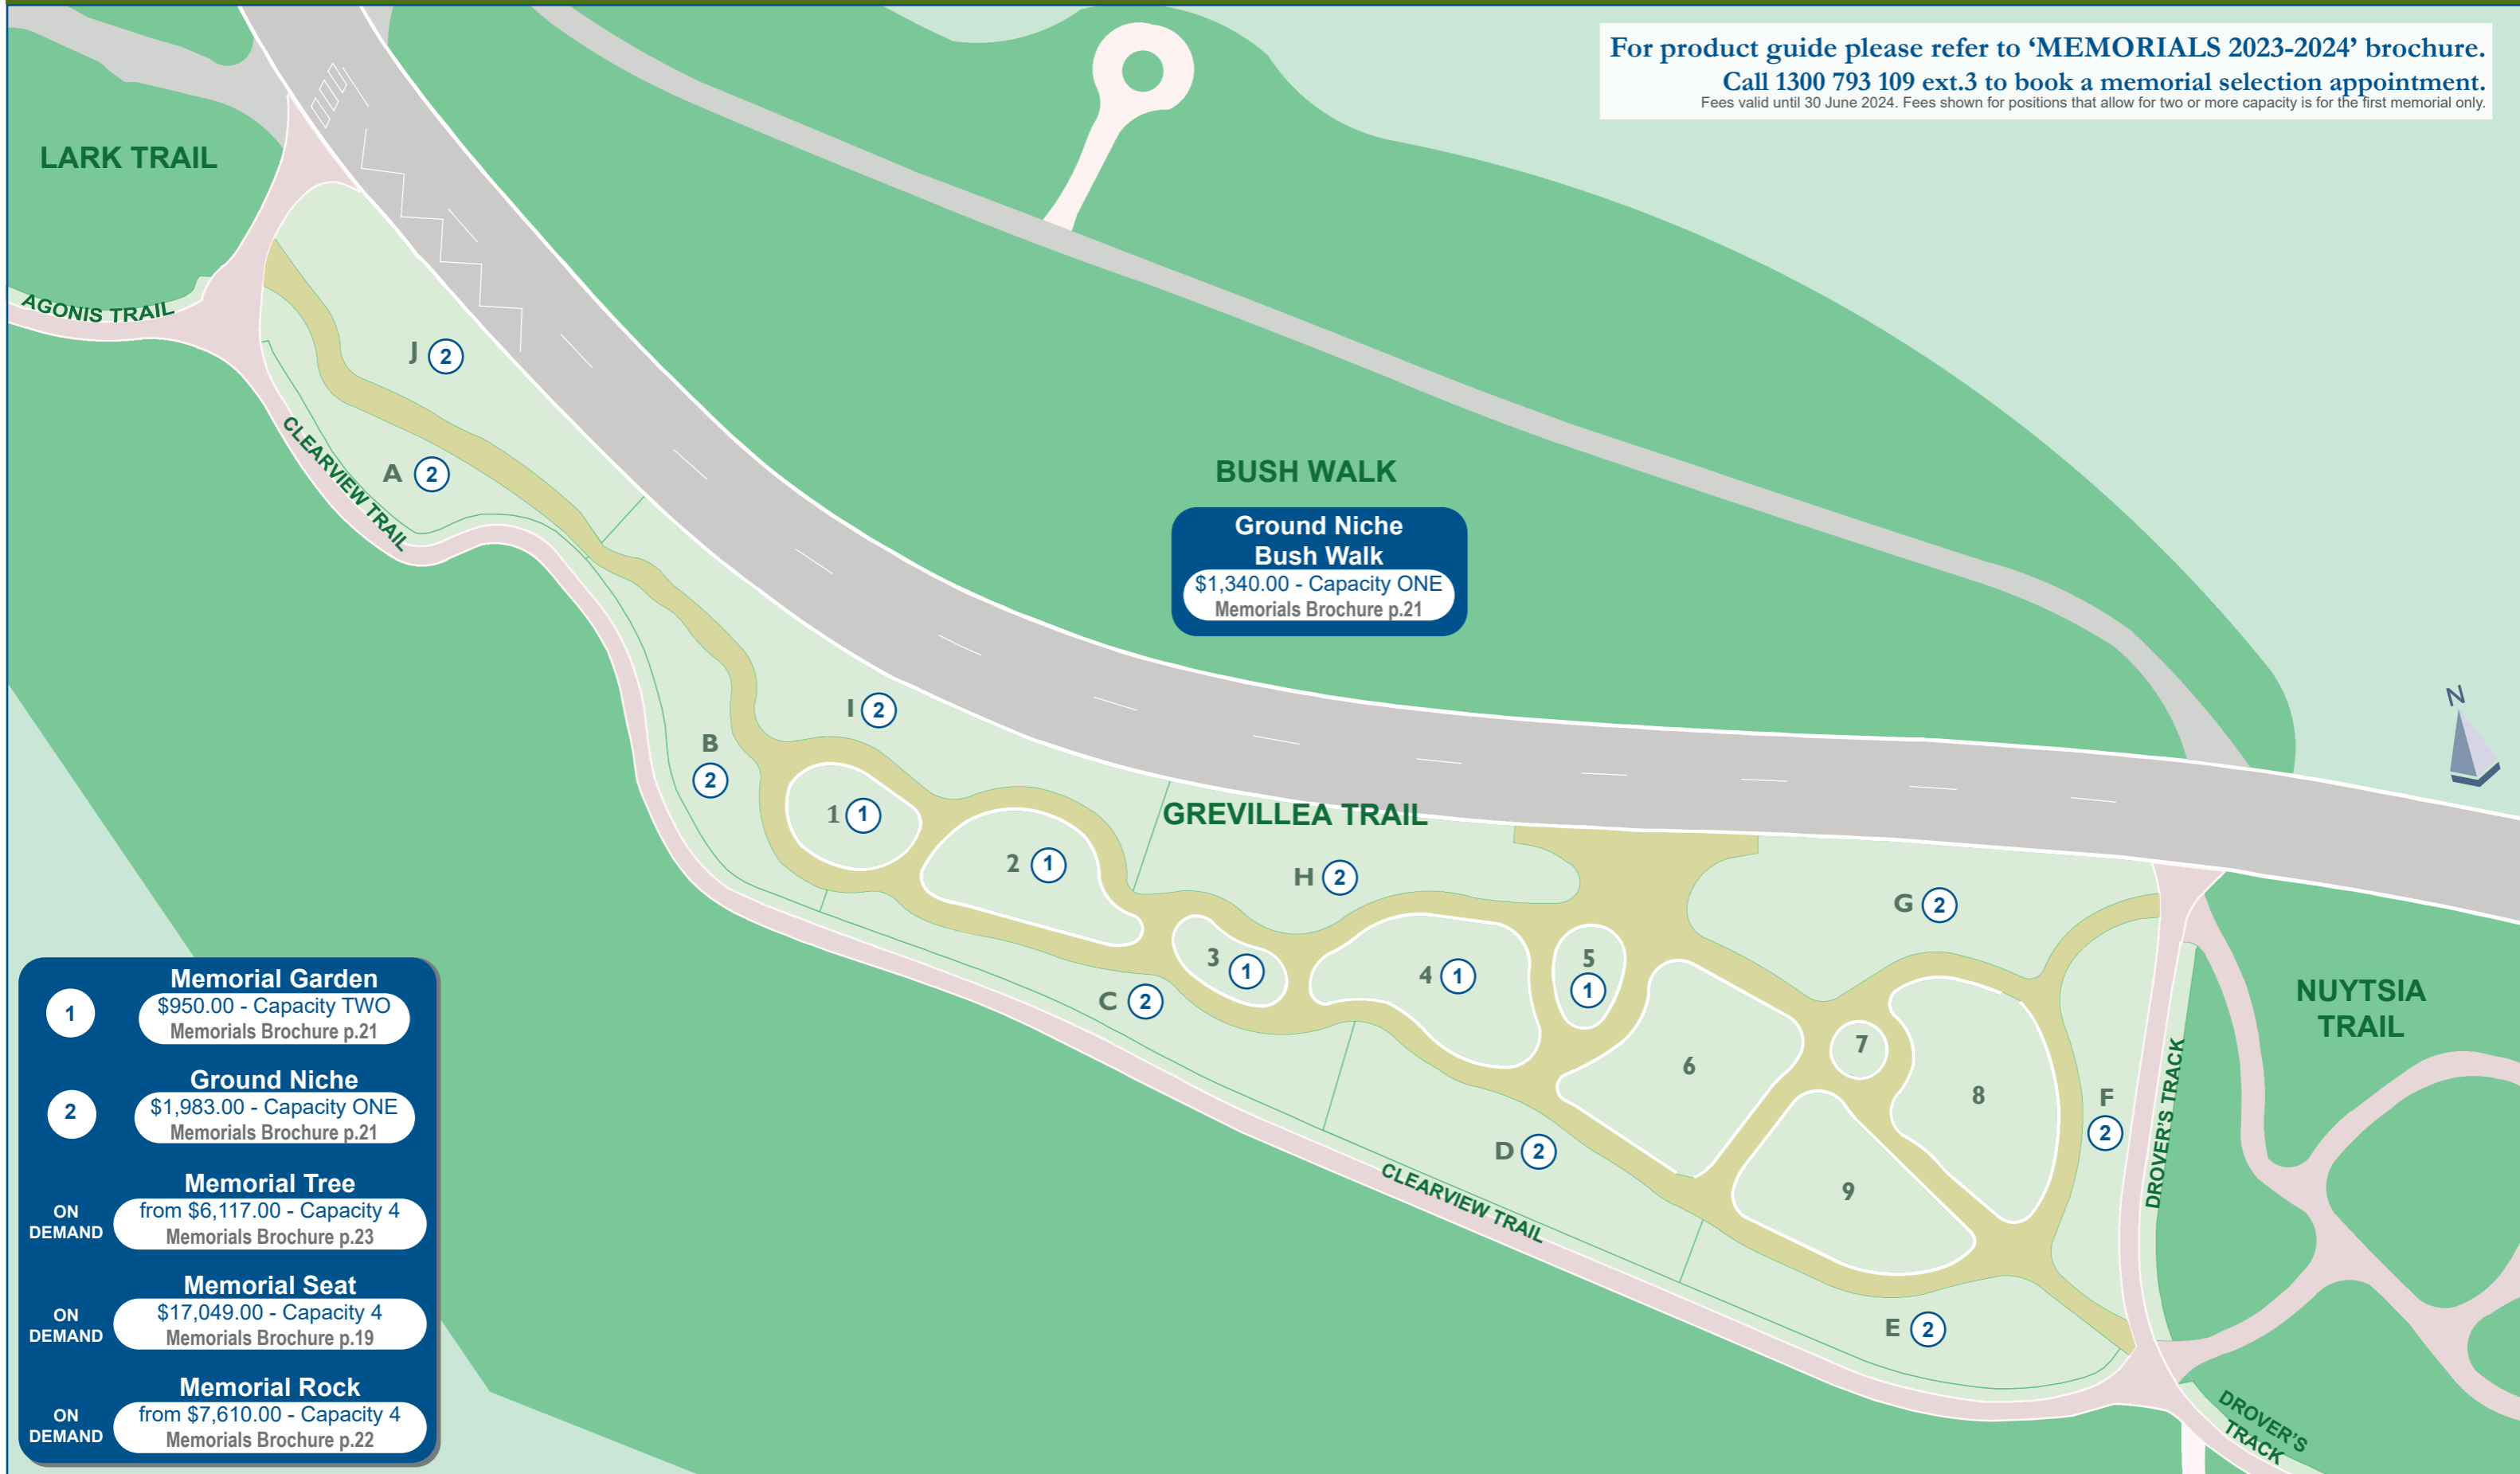 For product guide please refer to ‘MEMORIALS 2023-2024’ brochure.
Call 1300 793 109 ext.3 to book a memorial selection appointment.
Fees valid until 30 June 2024. Fees shown for positions that allow for two or more capacity is for the first memorial only.
LARK TRAIL
AGONIS TRAIL
J 2
CLEARVIEW TRAIL
A 2
BUSH WALK
Ground Niche
Bush Walk
$1,340.00 - Capacity ONE
Memorials Brochure p.21
N
I 2
B
2
1 1
GREVILLEA TRAIL
2 1
H 2
G 2
3 1
4 1
5
1
C 2
6
7
8
NUYTSIA
TRAIL
F
2
DROVER'S TRACK
D 2
9
CLEARVIEW TRAIL
E 2
DROVER'S
TRACK
1
Memorial Garden
$950.00 - Capacity TWO
Memorials Brochure p.21
2
Ground Niche
$1,983.00 - Capacity ONE
Memorials Brochure p.21
ON
DEMAND
Memorial Tree
from $6,117.00 - Capacity 4
Memorials Brochure p.23
ON
DEMAND
Memorial Seat
$17,049.00 - Capacity 4
Memorials Brochure p.19
ON
DEMAND
Memorial Rock
from $7,610.00 - Capacity 4
Memorials Brochure p.22